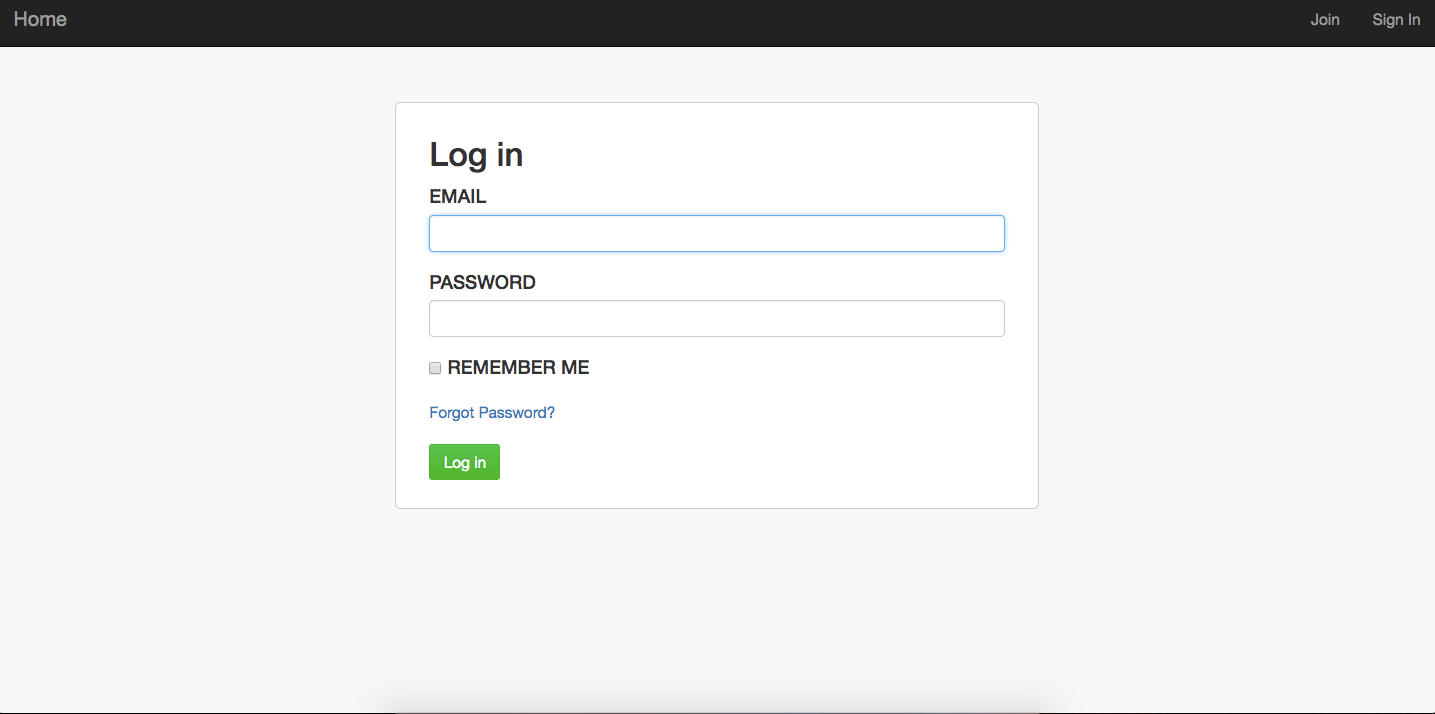 Home Join Sign In
Log in
EMAIL
PASSWORD
REMEMBER ME
Forgot Password?
Log in